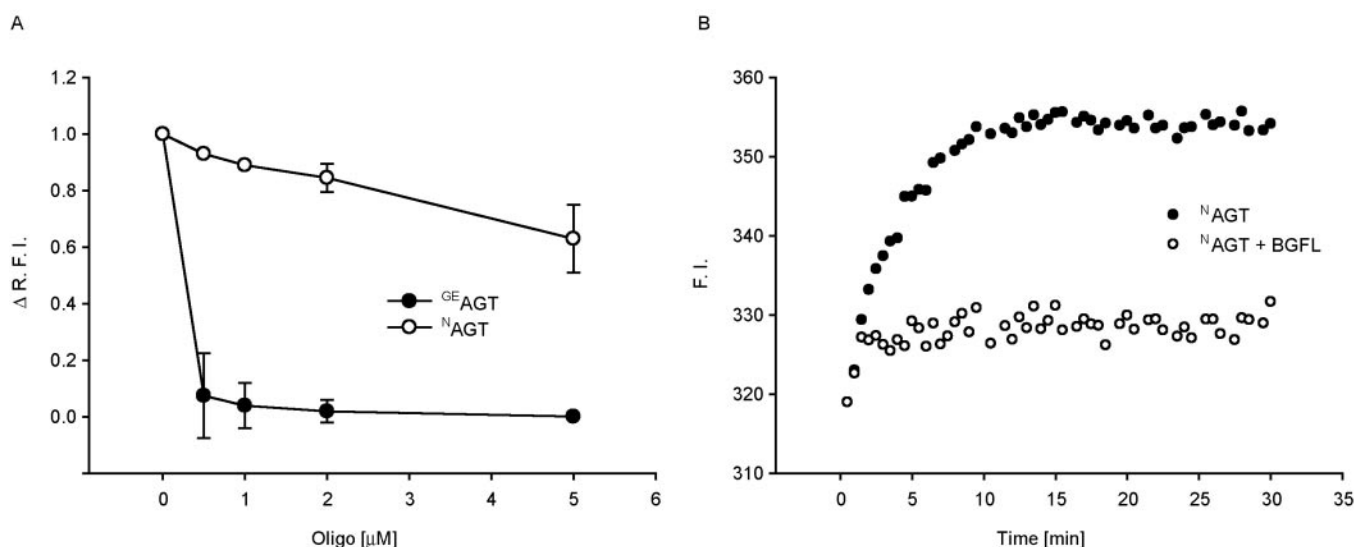 A
Δ R. F. I.
1.2
1.0
0.8
0.6
0.4
0.2
0.0
GEAGT
NAGT
0 1 2 3 4 5 6
Oligo [µM]
B
F. I.
360
350
340
330
320
310
NAGT
NAGT + BGFL
0 5 10 15 20 25 30 35
Time [min]